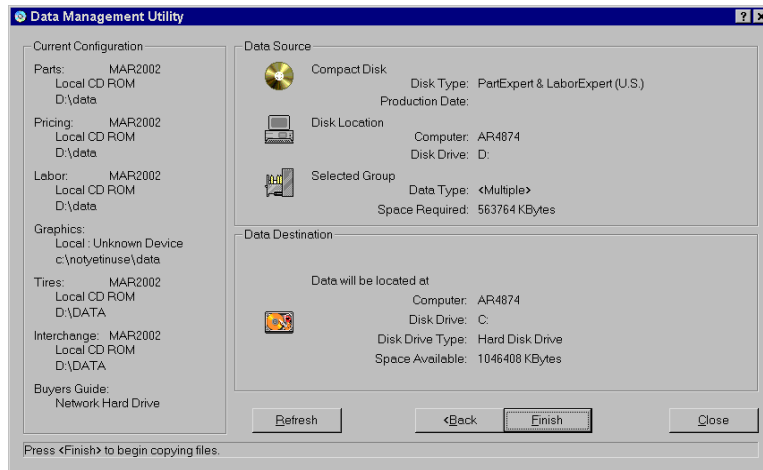 Data Management Utility
Current Configuration
Parts: MAR2002
Local CD ROM
D:\data
Pricing: MAR2002
Local CD ROM
D:\data
Labor: MAR2002
Local CD ROM
D:\data
Graphics:
Local : Unknown Device
c:\notyetinuse\data
Tires: MAR2002
Local CD ROM
D:\DATA
Interchange: MAR2002
Local CD ROM
D:\DATA
Buyers Guide:
Network Hard Drive
Data Source
Compact Disk
Disk Type: PartExpert & LaborExpert (U.S.)
Production Date:
Disk Location
Computer: AR4874
Disk Drive: D:
Selected Group
Data Type: <Multiple>
Space Required: 563764 KBytes
Data Destination
Data will be located at
Computer: AR4874
Disk Drive: C:
Disk Drive Type: Hard Disk Drive
Space Available: 1046408 KBytes
Refresh <Back Finish Close
Press <Finish> to begin copying files.